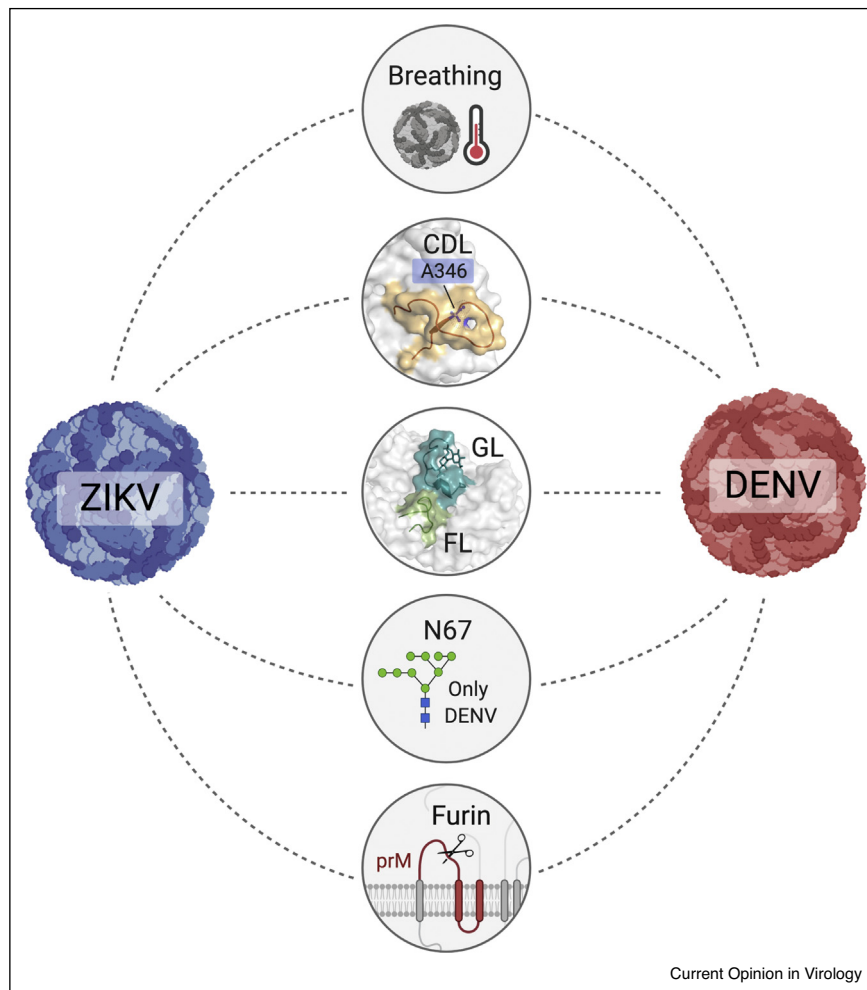 Breathing
CDL
A346
GL
FL
ZIKV
DENV
N67
Only
DENV
Furin
prM
Current Opinion in Virology